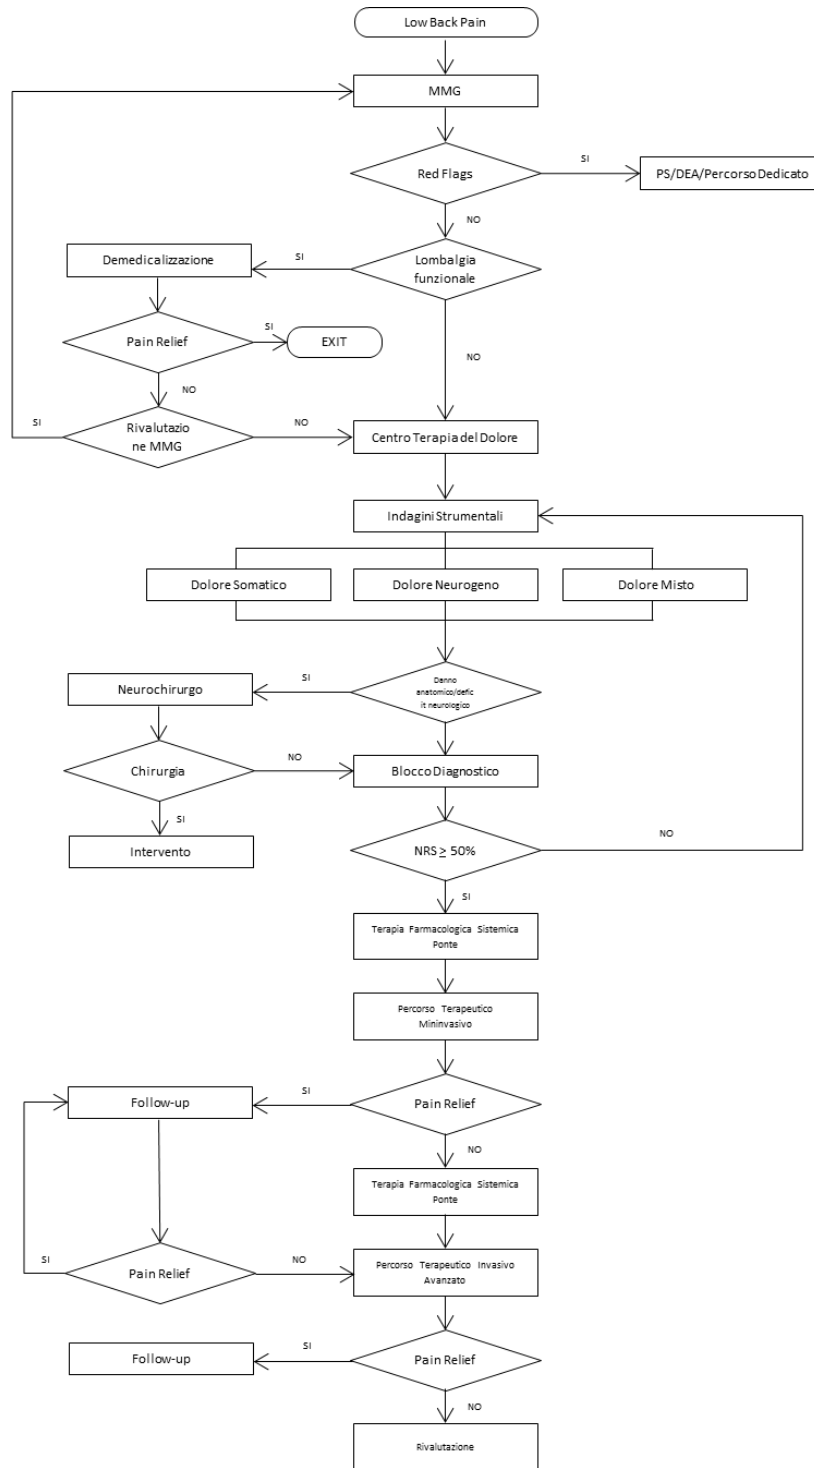 Low Back Pain
MMG
Red Flags
SI
PS/DEA/Percorso Dedicato
NO
Demedicalizzazione
SI
Lombalgia
funzionale
Pain Relief
SI
EXIT
NO
NO
SI
Rivalutazio
ne MMG
NO
Centro Terapia del Dolore
Indagini Strumentali
Dolore Somatico
Dolore Neurogeno
Dolore Misto
Neurochirurgo
SI
Danno
anatomico/defic
it neurologico
Chirurgia
NO
Blocco Diagnostico
SI
Intervento
NRS ≥ 50%
NO
SI
Terapia Farmacologica Sistemica
Ponte
Percorso Terapeutico
Mininvasivo
Follow-up
SI
Pain Relief
NO
Terapia Farmacologica Sistemica
Ponte
SI
Pain Relief
NO
Percorso Terapeutico Invasivo
Avanzato
Follow-up
SI
Pain Relief
NO
Rivalutazione